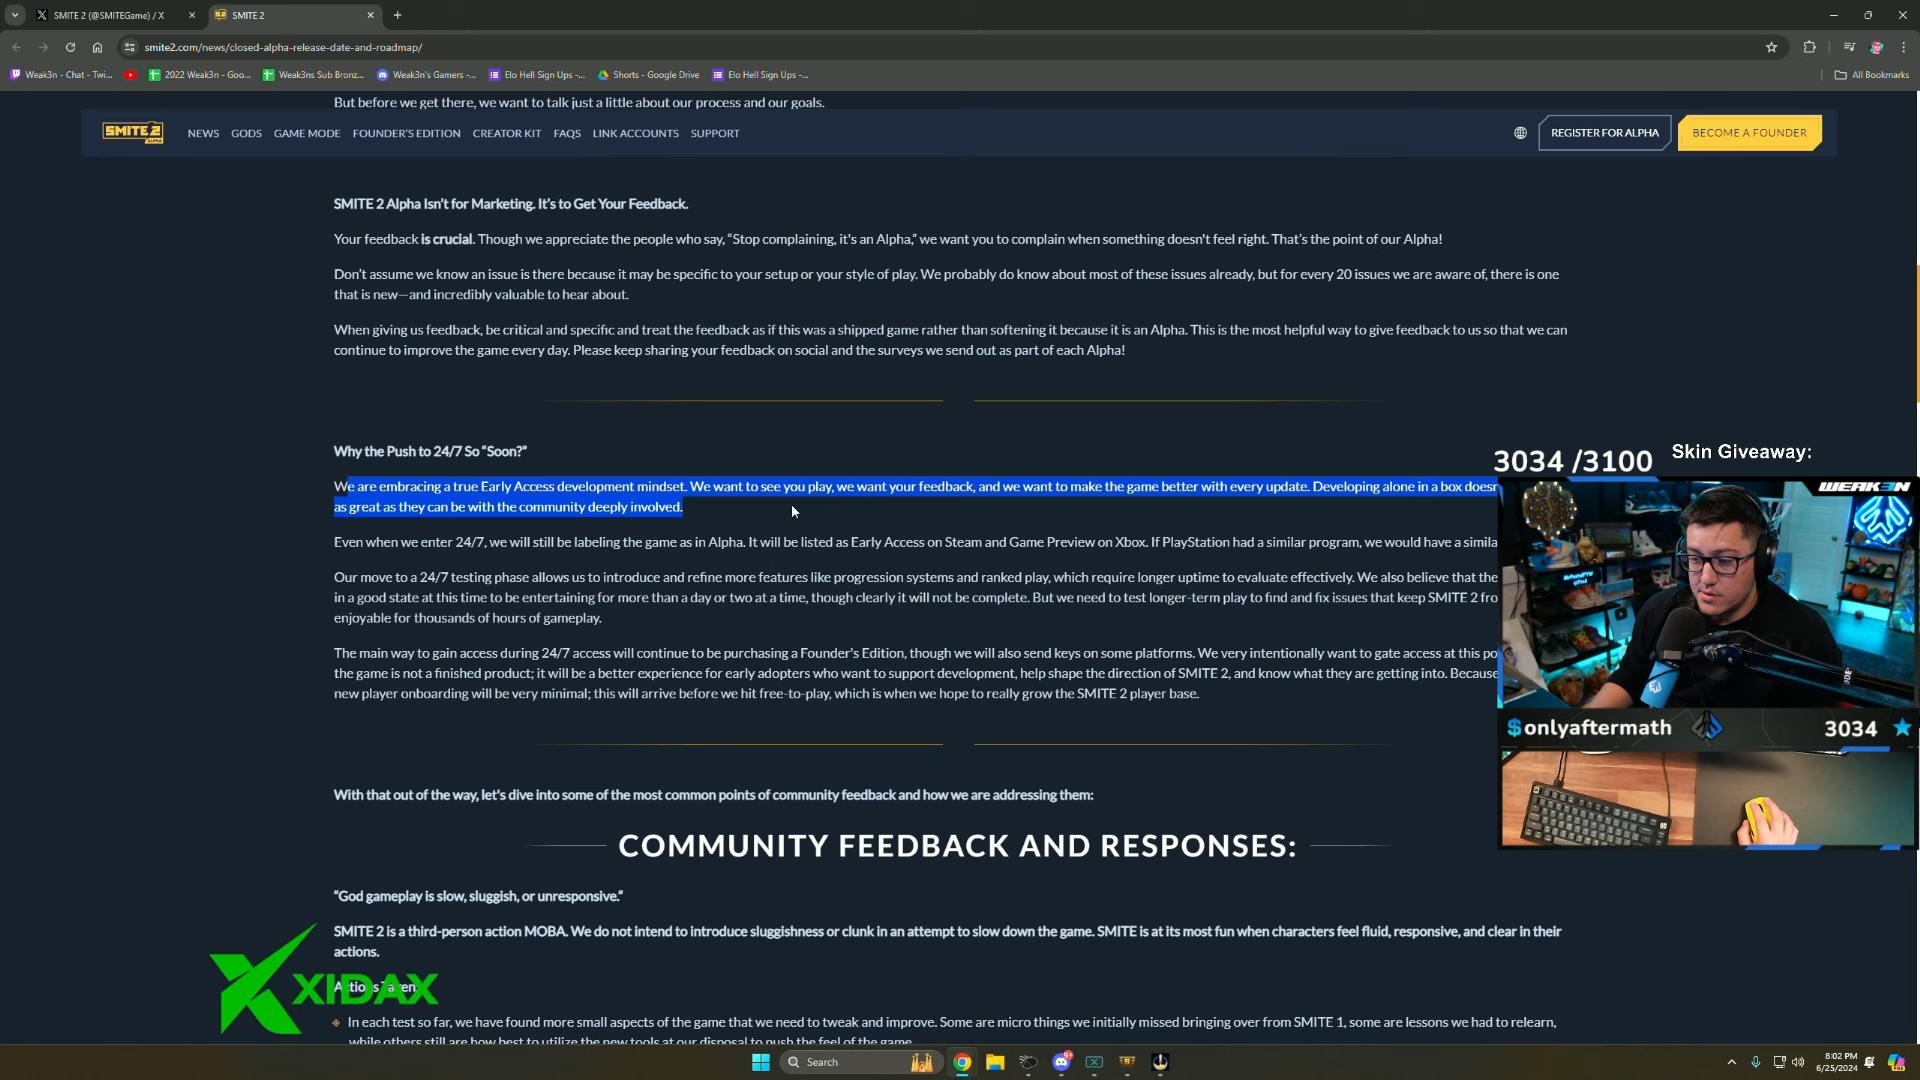 SMITE 2 (@SMITEGame) / X
SMITE 2
smite2.com/news/closed-alpha-release-date-and-roadmap/
Weak3n - Chat - Twi...
2022 Weak3n - Goo...
Weak3ns Sub Bronz...
Weak3n's Gamers -...
Elo Hell Sign Ups -...
Shorts - Google Drive
Elo Hell Sign Ups -...
All Bookmarks
But before we get there, we want to talk just a little about our process and our goals.
SMITE 2
ALPHA
NEWS
GODS
GAME MODE
FOUNDER'S EDITION
CREATOR KIT
FAQS
LINK ACCOUNTS
SUPPORT
REGISTER FOR ALPHA
BECOME A FOUNDER
SMITE 2 Alpha Isn't for Marketing. It's to Get Your Feedback.
Your feedback is crucial. Though we appreciate the people who say, "Stop complaining, it's an Alpha," we want you to complain when something doesn't feel right. That's the point of our Alpha!
Don't assume we know an issue is there because it may be specific to your setup or your style of play. We probably do know about most of these issues already, but for every 20 issues we are aware of, there is one
that is new—and incredibly valuable to hear about.
When giving us feedback, be critical and specific and treat the feedback as if this was a shipped game rather than softening it because it is an Alpha. This is the most helpful way to give feedback to us so that we can
continue to improve the game every day. Please keep sharing your feedback on social and the surveys we send out as part of each Alpha!
Why the Push to 24/7 So "Soon?"
We are embracing a true Early Access development mindset. We want to see you play, we want your feedback, and we want to make the game better with every update. Developing alone in a box doesn
as great as they can be with the community deeply involved.
Even when we enter 24/7, we will still be labeling the game as in Alpha. It will be listed as Early Access on Steam and Game Preview on Xbox. If PlayStation had a similar program, we would have a simila
Our move to a 24/7 testing phase allows us to introduce and refine more features like progression systems and ranked play, which require longer uptime to evaluate effectively. We also believe that the
in a good state at this time to be entertaining for more than a day or two at a time, though clearly it will not be complete. But we need to test longer-term play to find and fix issues that keep SMITE 2 fro
enjoyable for thousands of hours of gameplay.
The main way to gain access during 24/7 access will continue to be purchasing a Founder's Edition, though we will also send keys on some platforms. We very intentionally want to gate access at this po
the game is not a finished product; it will be a better experience for early adopters who want to support development, help shape the direction of SMITE 2, and know what they are getting into. Because
new player onboarding will be very minimal; this will arrive before we hit free-to-play, which is when we hope to really grow the SMITE 2 player base.
3034 /3100
Skin Giveaway:
WEAK3N
$onlyaftermath
3034
With that out of the way, let's dive into some of the most common points of community feedback and how we are addressing them:
COMMUNITY FEEDBACK AND RESPONSES:
"God gameplay is slow, sluggish, or unresponsive."
SMITE 2 is a third-person action MOBA. We do not intend to introduce sluggishness or clunk in an attempt to slow down the game. SMITE is at its most fun when characters feel fluid, responsive, and clear in their
actions.
Actions Taken:
XIDAX
In each test so far, we have found more small aspects of the game that we need to tweak and improve. Some are micro things we initially missed bringing over from SMITE 1, some are lessons we had to relearn,
while others still are how best to utilize the new tools at our disposal to push the feel of the game
Search
8:02 PM
6/25/2024